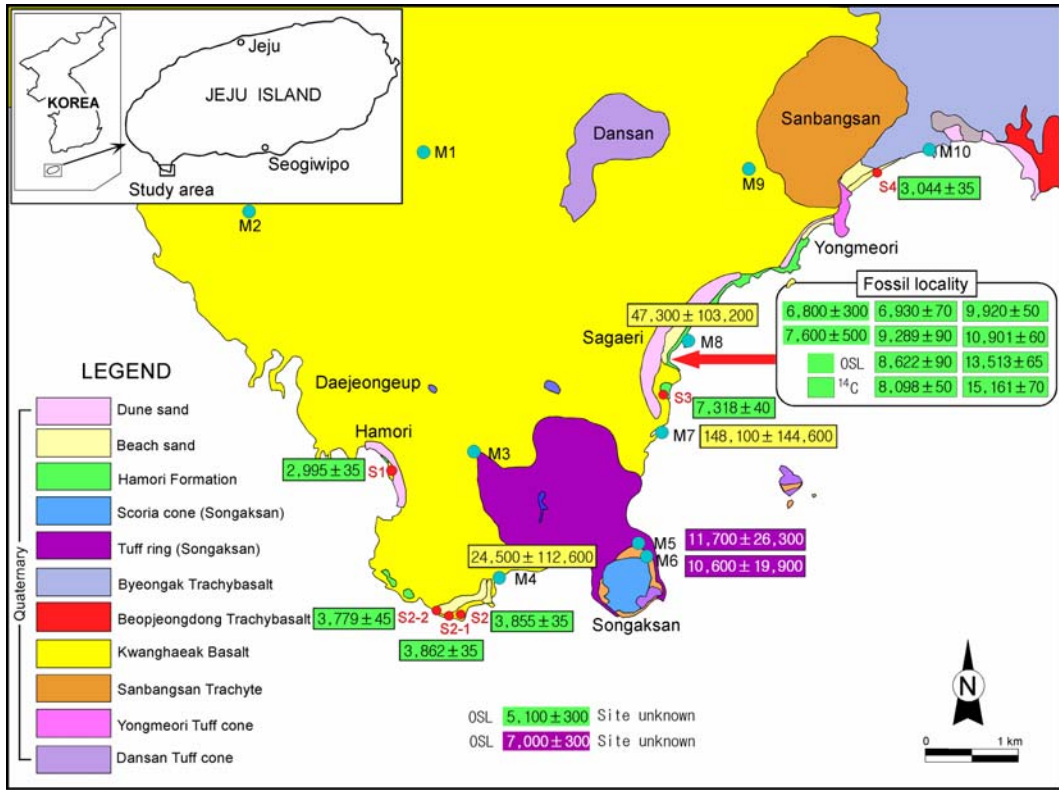 KOREA
Jeju
JEJU ISLAND
Seogiwipo
Study area
M1
M2
Dansan
Sanbangsan
M9
M10
S4
3,044±35
Yongmeori
Fossil locality
6,800±300 6,930±70 9,920±50
7,600±500 9,289±90 10,901±60
OSL 8,622±90 13,513±65
14C 8,098±50 15,161±70
47,300±103,200
Sagaeri
M8
S3
7,318±40
M7
148,100±144,600
Daejeongeup
Hamori
2,995±35
S1
M3
M5
11,700±26,300
M6
10,600±19,900
24,500±112,600
M4
3,779±45
S2-2
S2-1
S2
3,855±35
3,862±35
Songaksan
LEGEND
Quaternary
Dune sand
Beach sand
Hamori Formation
Scoria cone (Songaksan)
Tuff ring (Songaksan)
Byeongak Trachybasalt
Beopjeongdong Trachybasalt
Kwanghaeak Basalt
Sanbangsan Trachyte
Yongmeori Tuff cone
Dansan Tuff cone
OSL 5,100±300 Site unknown
OSL 7,000±300 Site unknown
N
0 1 km